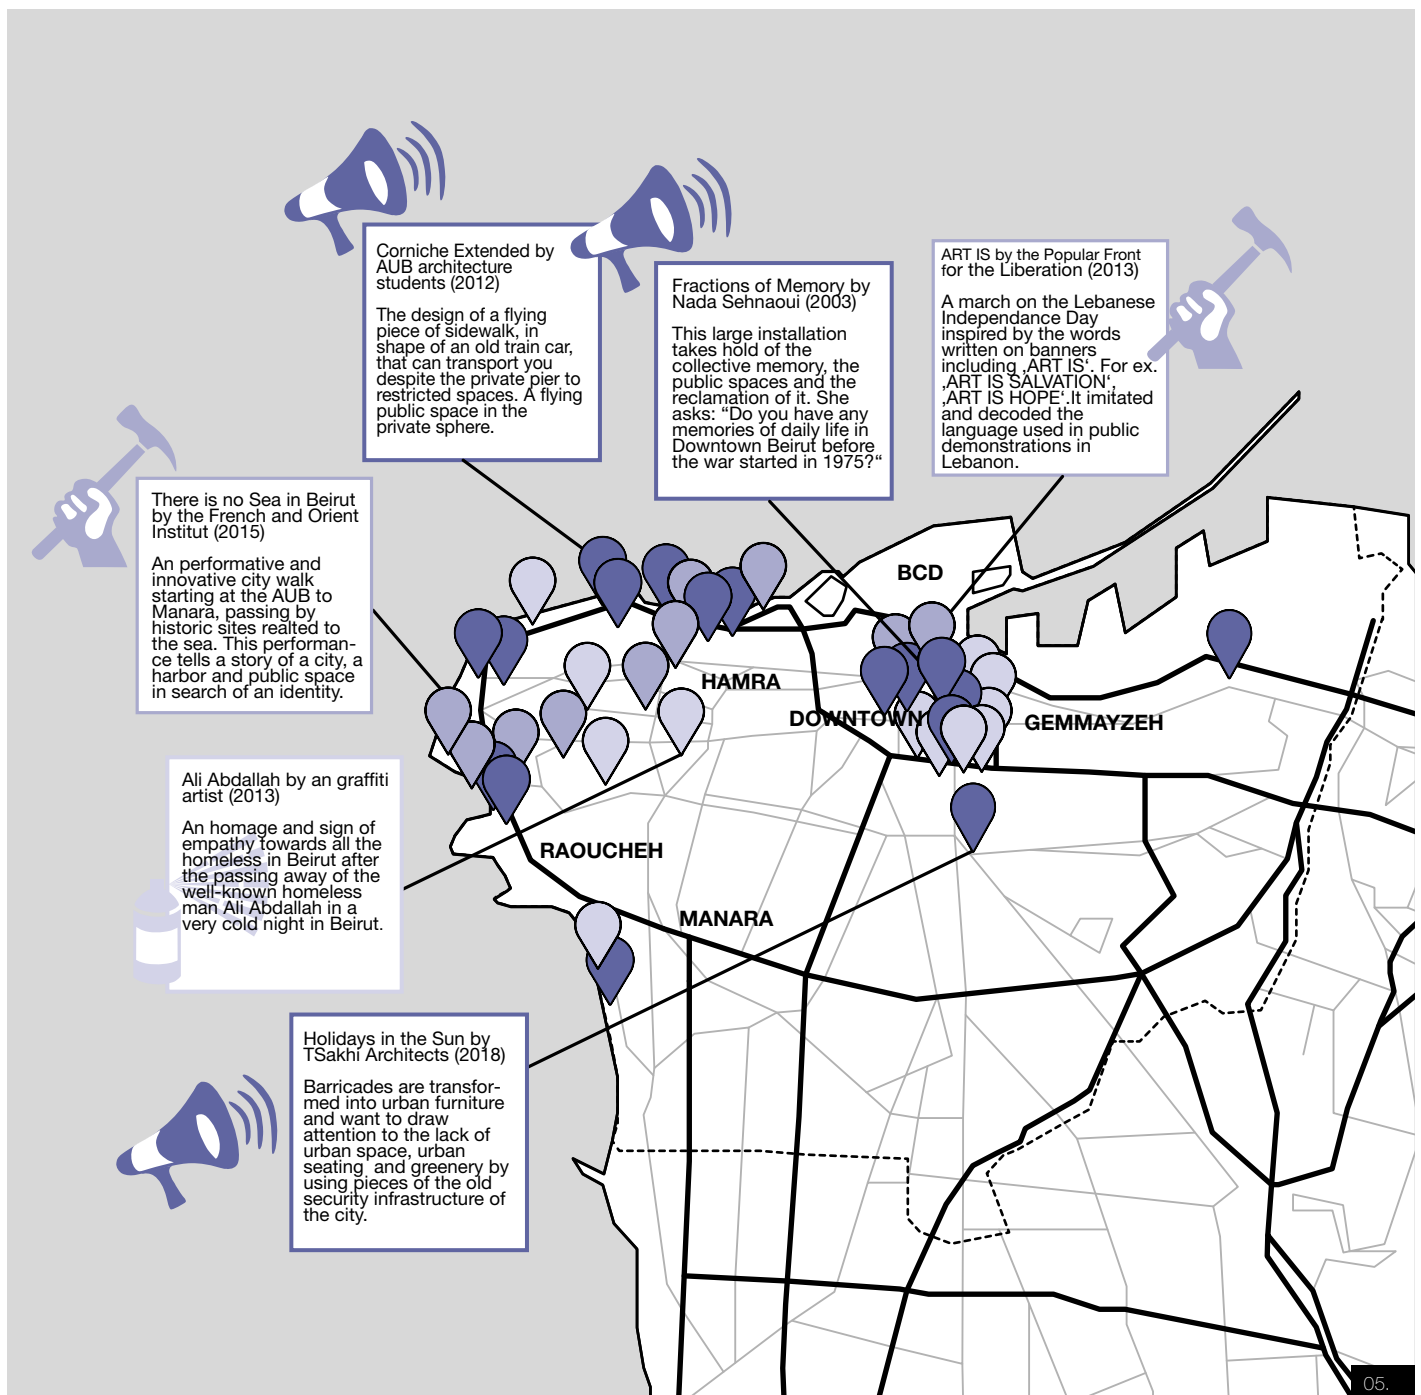 Corniche Extended by
AUB architecture
students (2012)
The design of a flying
piece of sidewalk, in
shape of an old train car,
that can transport you
despite the private pier to
restricted spaces. A flying
public space in the
private sphere.
Fractions of Memory by
Nada Sehnaoui (2003)
This large installation
takes hold of the
collective memory, the
public spaces and the
reclamation of it. She
asks: “Do you have any
memories of daily life in
Downtown Beirut before
the war started in 1975?“
ART IS by the Popular Front
for the Liberation (2013)
A march on the Lebanese
Independance Day
inspired by the words
written on banners
including ‚ART IS‘. For ex.
‚ART IS SALVATION‘,
‚ART IS HOPE‘.It imitated
and decoded the
language used in public
demonstrations in
Lebanon.
There is no Sea in Beirut
by the French and Orient
Institut (2015)
An performative and
innovative city walk
starting at the AUB to
Manara, passing by
historic sites realted to
the sea. This performan-
ce tells a story of a city, a
harbor and public space
in search of an identity.
Ali Abdallah by an graffiti
artist (2013)
An homage and sign of
empathy towards all the
homeless in Beirut after
the passing away of the
well-known homeless
man Ali Abdallah in a
very cold night in Beirut.
Holidays in the Sun by
TSakhi Architects (2018)
Barricades are transfor-
med into urban furniture
and want to draw
attention to the lack of
urban space, urban
seating and greenery by
using pieces of the old
security infrastructure of
the city.
BCD
HAMRA
DOWNTOWN
GEMMAYZEH
RAOUCHEH
MANARA
05.